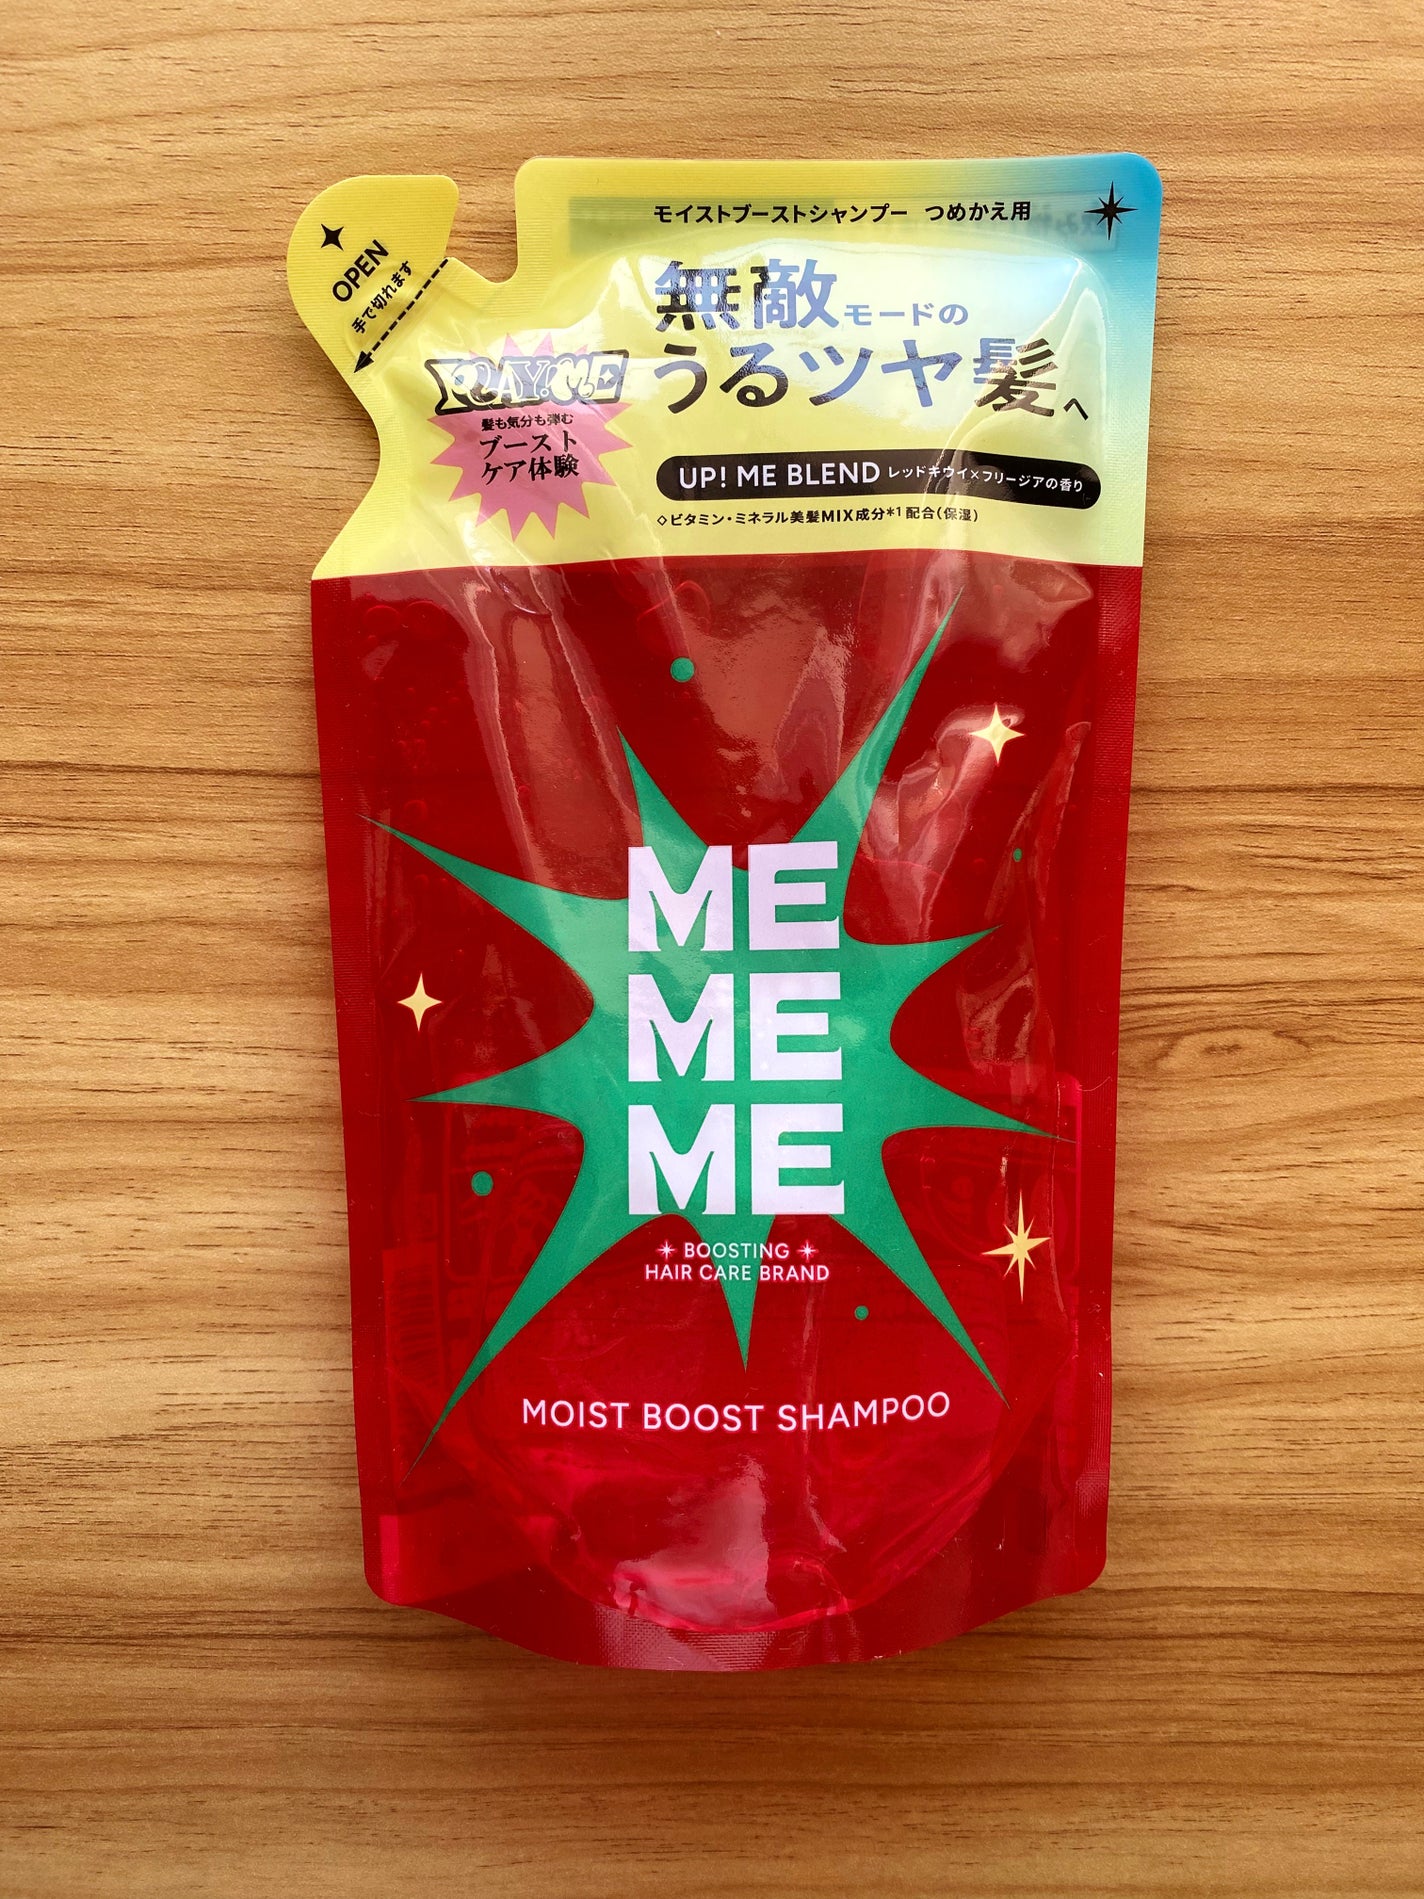 モイストブーストシャンプー つめかえ用
OPEN
手で切れます
無敵モードの
うるツヤ髪へ
髪も気分も弾む
ブースト
ケア体験
UP! ME BLEND レッドキウイ×フリージアの香り
◇ビタミン・ミネラル美髪MIX成分*1配合(保湿)
ME
ME
ME
BOOSTING
HAIR CARE BRAND
MOIST BOOST SHAMPOO